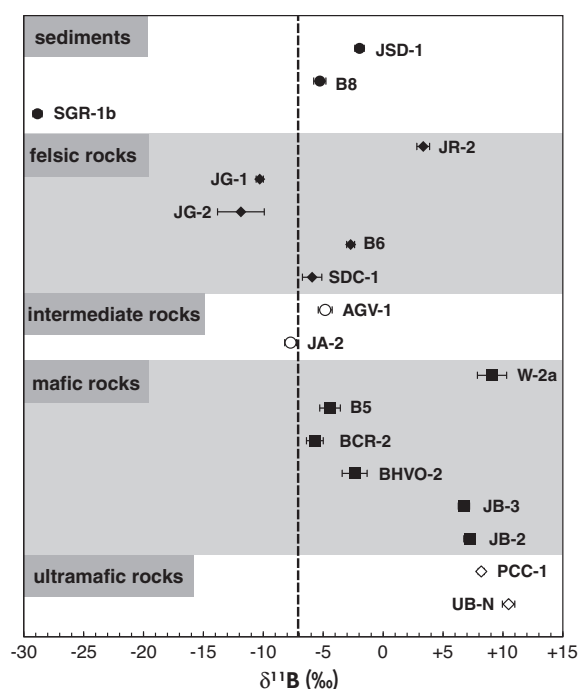 sediments
JSD-1
B8
SGR-1b
felsic rocks
JR-2
JG-1
JG-2
B6
SDC-1
intermediate rocks
AGV-1
JA-2
mafic rocks
W-2a
B5
BCR-2
BHVO-2
JB-3
JB-2
ultramafic rocks
PCC-1
UB-N
-30 -25 -20 -15 -10 -5 0 +5 +10 +15
δ¹¹B (‰)